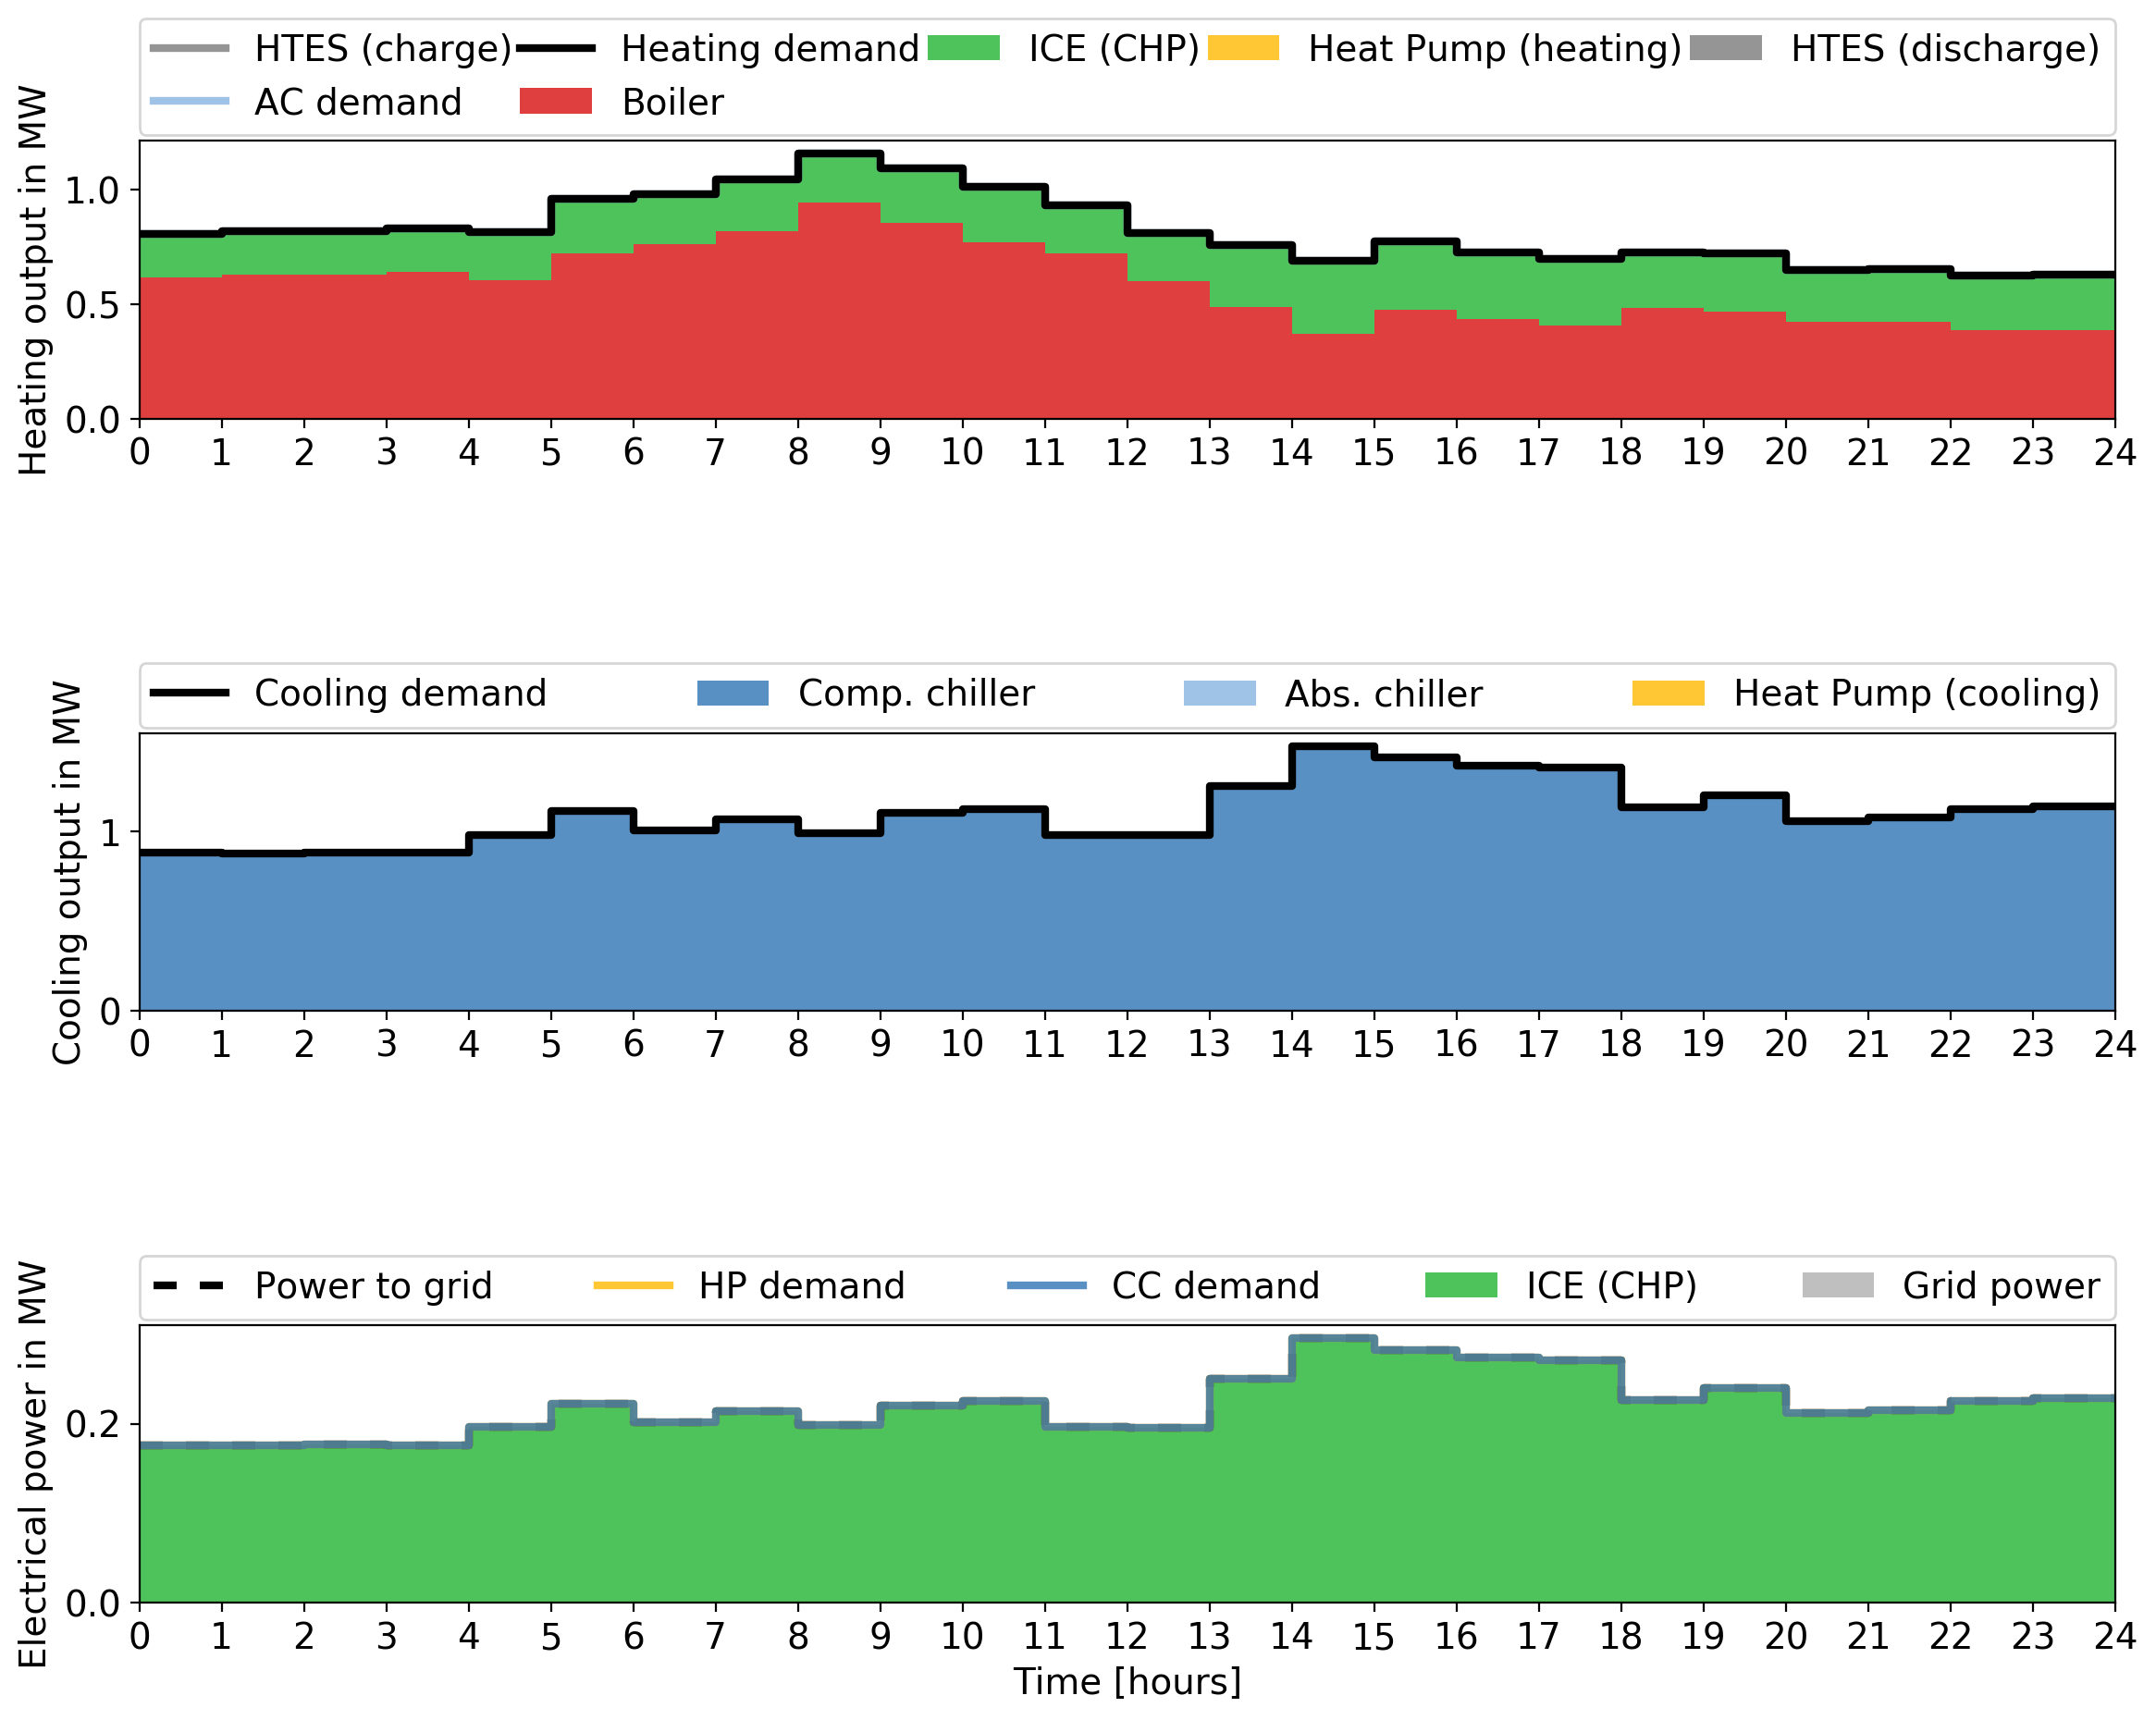 HTES (charge) Heating demand ICE (CHP) Heat Pump (heating) HTES (discharge)
AC demand Boiler
Heating output in MW
1.0
0.5
0.0
0 1 2 3 4 5 6 7 8 9 10 11 12 13 14 15 16 17 18 19 20 21 22 23 24
Cooling demand Comp. chiller Abs. chiller Heat Pump (cooling)
Cooling output in MW
1
0
0 1 2 3 4 5 6 7 8 9 10 11 12 13 14 15 16 17 18 19 20 21 22 23 24
Power to grid HP demand CC demand ICE (CHP) Grid power
Electrical power in MW
0.2
0.0
0 1 2 3 4 5 6 7 8 9 10 11 12 13 14 15 16 17 18 19 20 21 22 23 24
Time [hours]